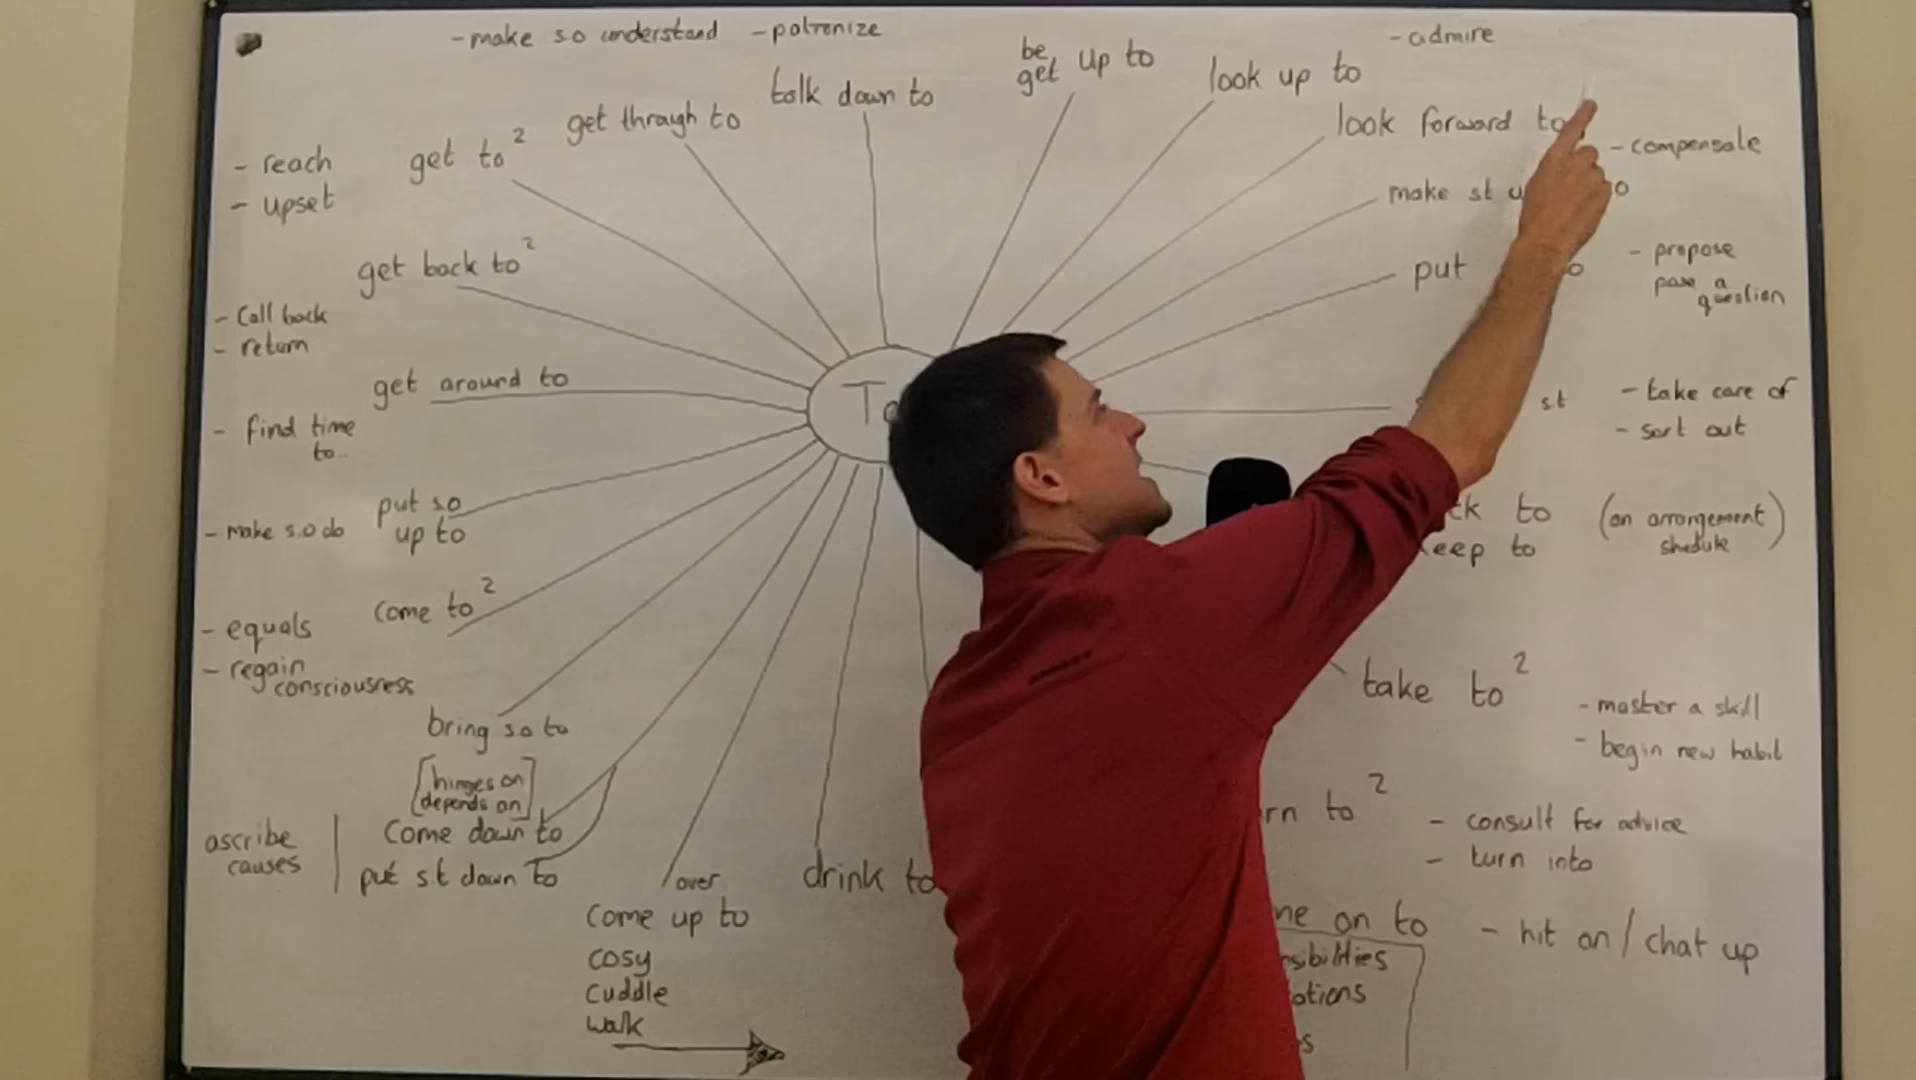 - make s.o understand
- patronize
- admire
be
get up to
look up to
talk down to
get through to
get to 2
- reach
- upset
look forward to
- compensate
make st
put
- propose
pose a
question
get back to 2
- Call back
- return
get around to
- find time
to..
To
st
- take care of
- sort out
put s.o
up to
- make s.o do
to
eep to
(an arrangement)
shedule
come to 2
- equals
- regain
consciousness
take to 2
- master a skill
- begin new habit
bring s.o to
[hinges on]
[depends on]
Come down to
put s.t down to
ascribe
causes
rn to 2
- consult for advice
- turn into
over
Come up to
cosy
cuddle
walk
drink to
on to
- hit on / chat up